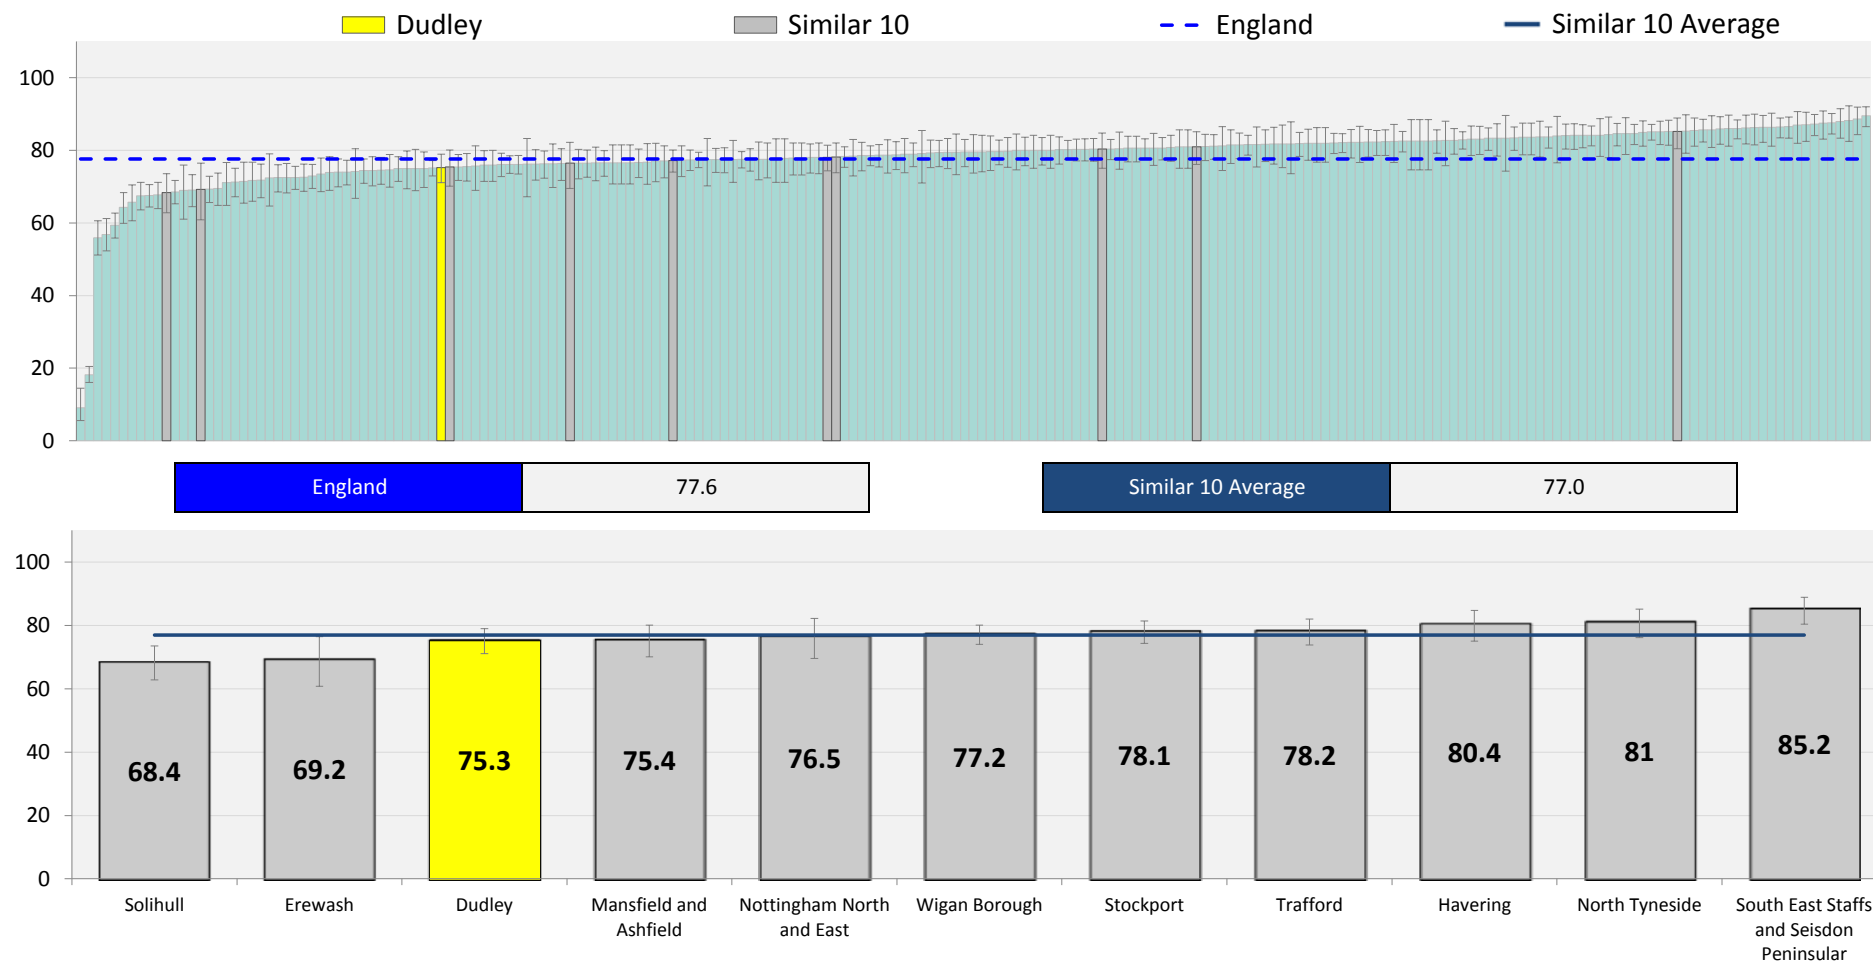 Dudley
Similar 10
England
Similar 10 Average
100
80
60
40
20
0
England
77.6
Similar 10 Average
77.0
100
80
60
40
20
0
68.4
69.2
75.3
75.4
76.5
77.2
78.1
78.2
80.4
81
85.2
Solihull
Erewash
Dudley
Mansfield and
Ashfield
Nottingham North
and East
Wigan Borough
Stockport
Trafford
Havering
North Tyneside
South East Staffs
and Seisdon
Peninsular